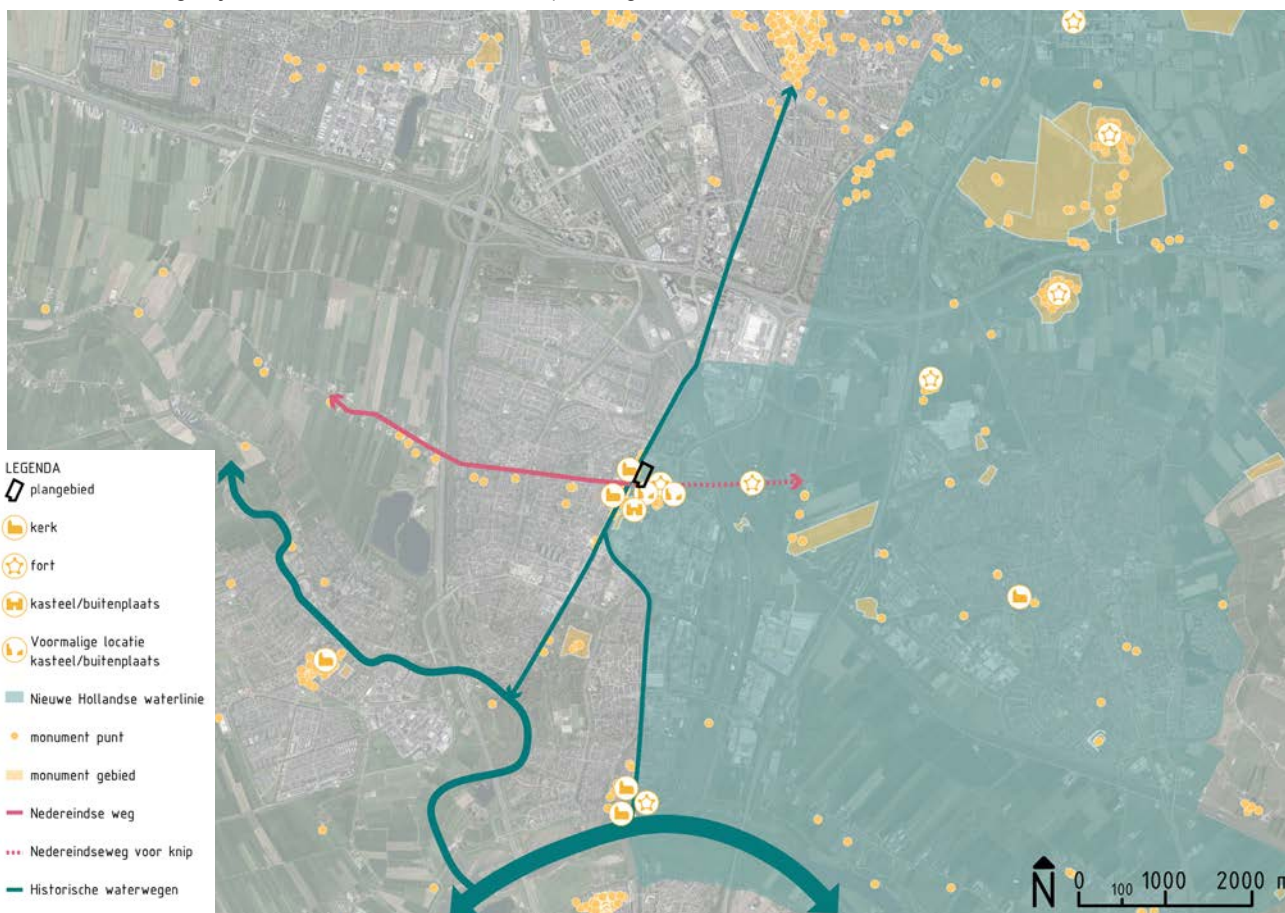 LEGENDA
plangebied
kerk
fort
kasteel/buitenplaats
Voormalige locatie
kasteel/buitenplaats
Nieuwe Hollandse waterlinie
monument punt
monument gebied
Nedereindse weg
Nedereindseweg voor knip
Historische waterwegen
N 0 100 1000 2000 m